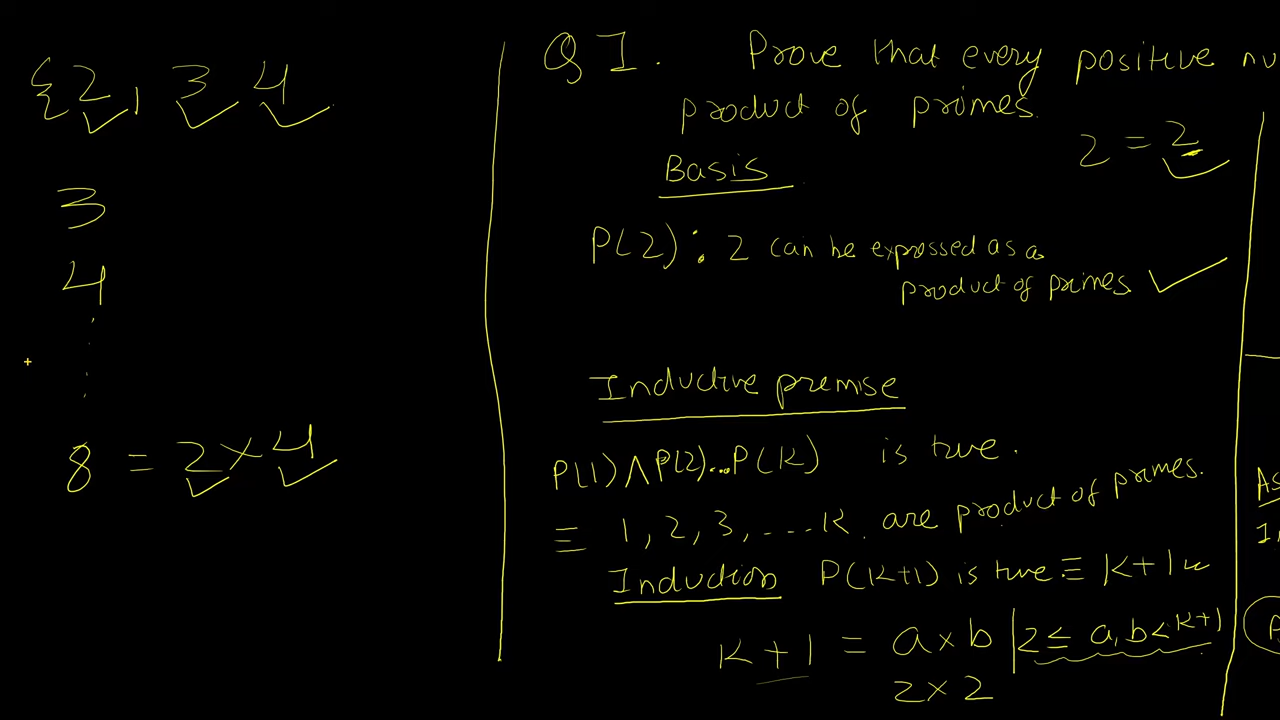 {2, 3 4
3
4
8 = 2 × 4
Q 1. Prove that every positive
product of primes.
2 = 2
Basis
P(2) : 2 can be expressed as a
product of primes
Inductive premise
P(1) ∧ P(2)...P(K) is true.
≡ 1, 2, 3, ....K. are product of primes.
Induction P(K+1) is true ≡ K+1
K+1 = a × b | 2 ≤ a, b < K+1
2 × 2